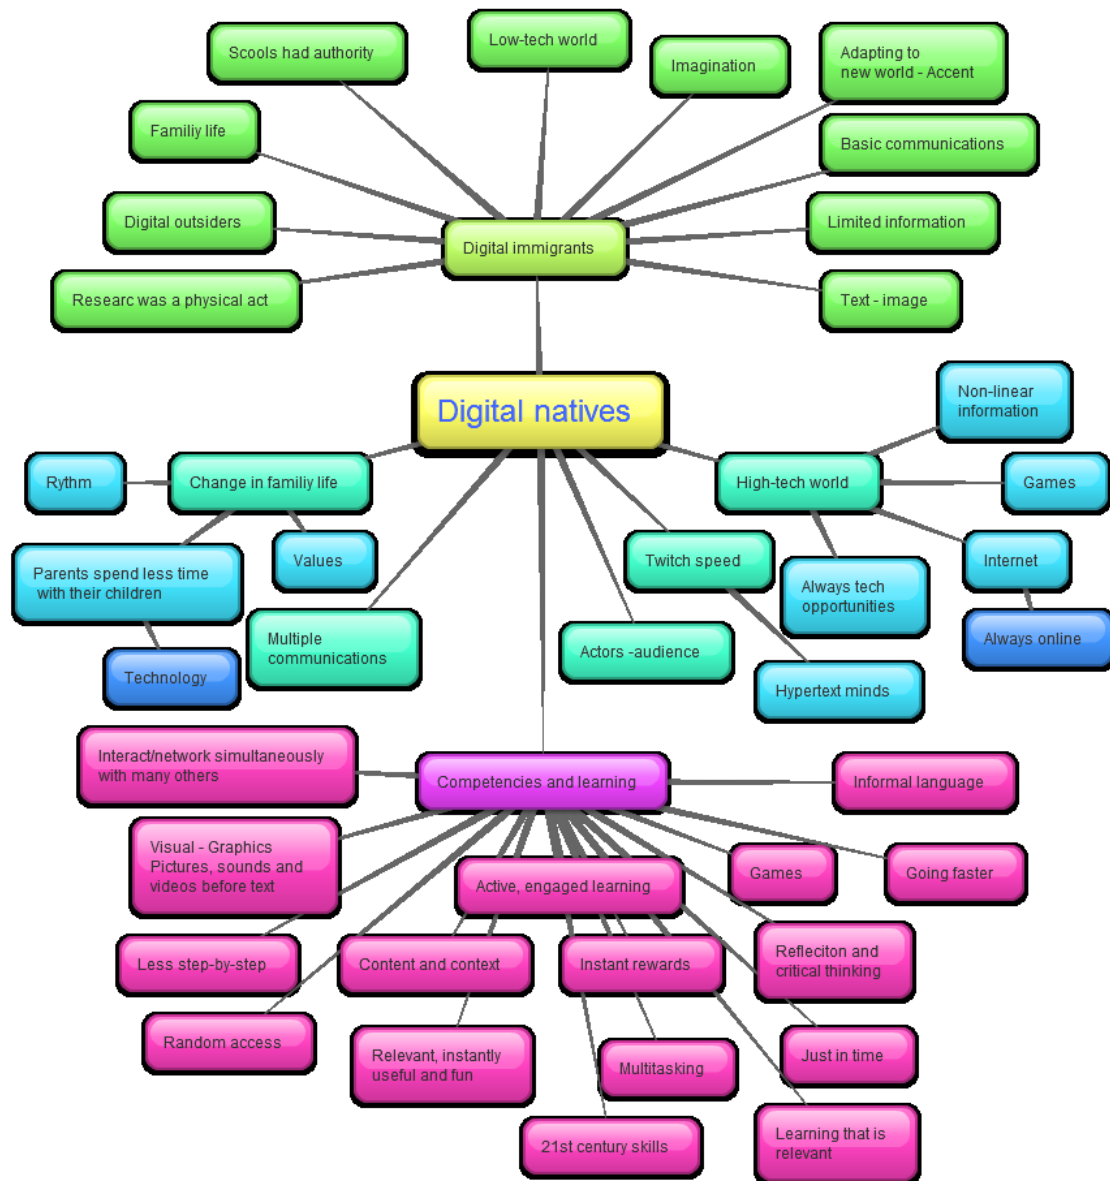 Low-tech world
Scools had authority
Imagination
Adapting to
new world - Accent
Familiy life
Basic communications
Digital outsiders
Limited information
Digital immigrants
Researc was a physical act
Text - image
Digital natives
Non-linear
information
Rythm
Change in familiy life
High-tech world
Games
Parents spend less time
with their children
Values
Twitch speed
Internet
Always tech
opportunities
Multiple
communications
Actors -audience
Always online
Technology
Hypertext minds
Interact/network simultaneously
with many others
Competencies and learning
Informal language
Visual - Graphics
Pictures, sounds and
videos before text
Active, engaged learning
Games
Going faster
Less step-by-step
Content and context
Instant rewards
Refleciton and
critical thinking
Random access
Relevant, instantly
useful and fun
Multitasking
Just in time
21st century skills
Learning that is
relevant